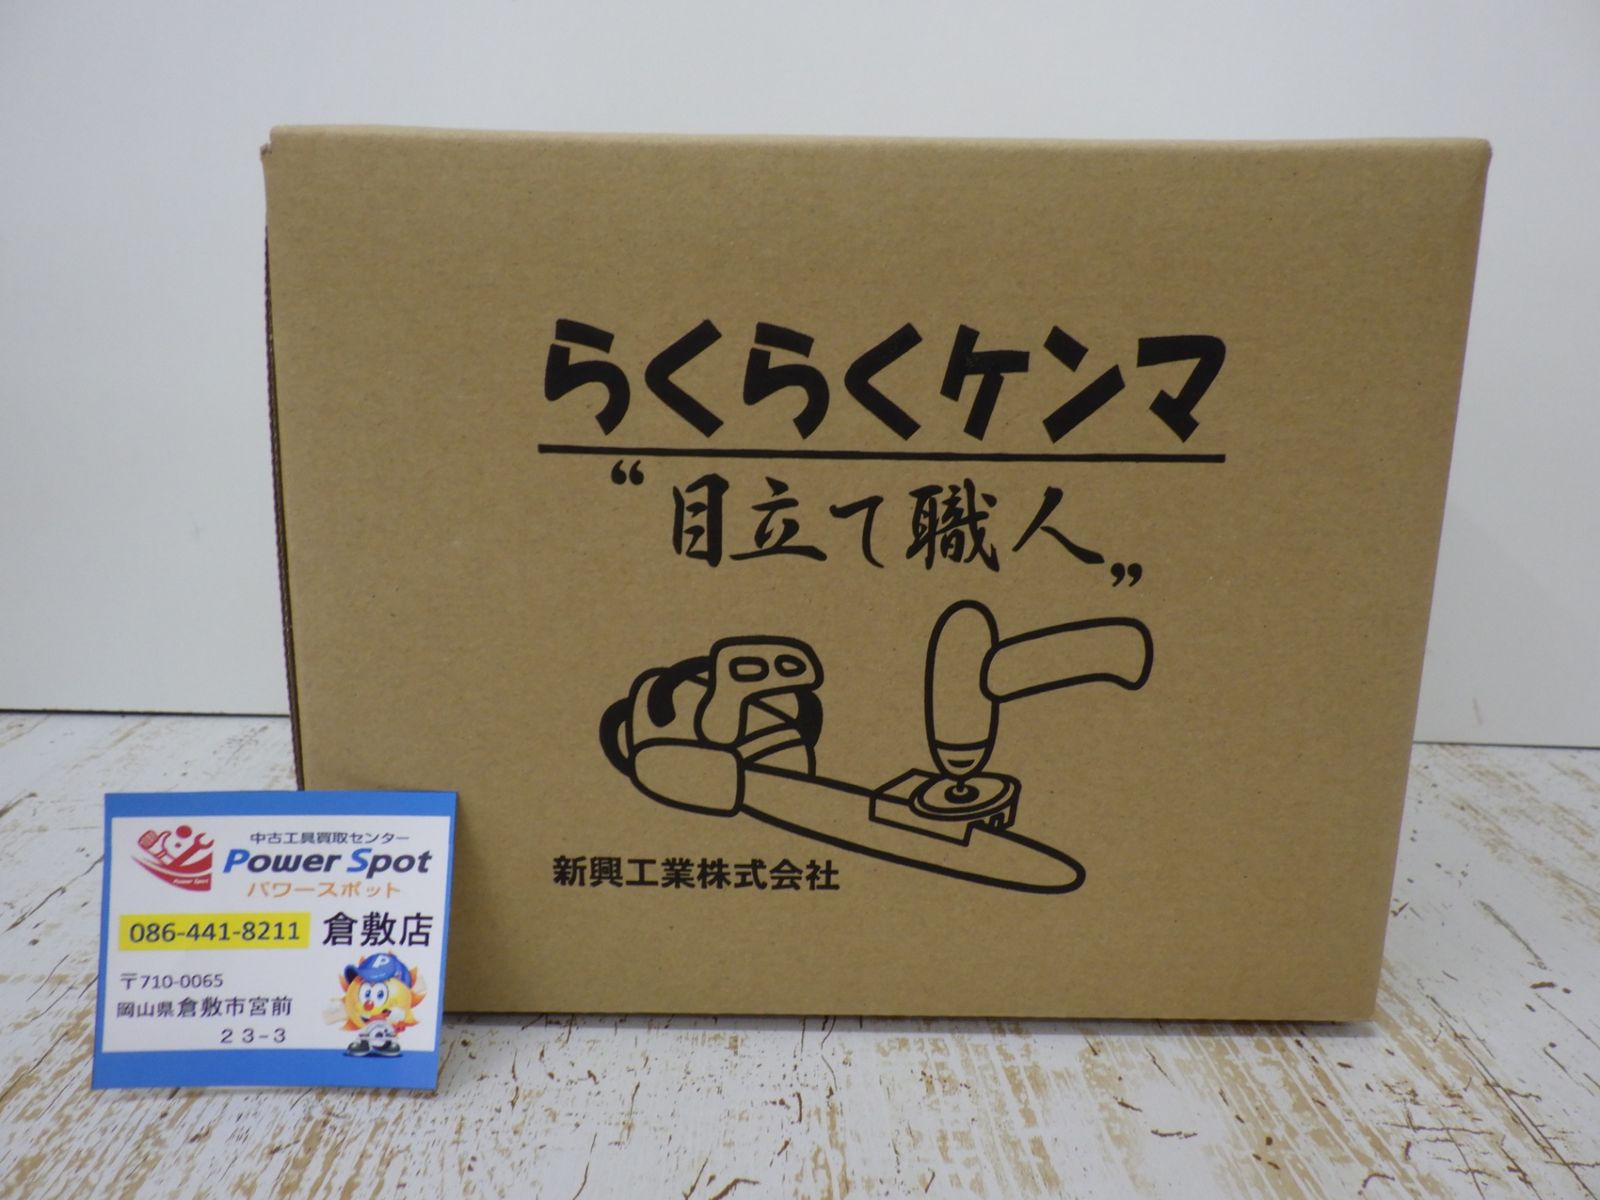 らくらくケンマ
“目立て職人”
新興工業株式会社
中古工具買取センター
Power Spot
Power Spot
パワースポット
086-441-8211 倉敷店
〒710-0065
岡山県倉敷市宮前
２３−３
P